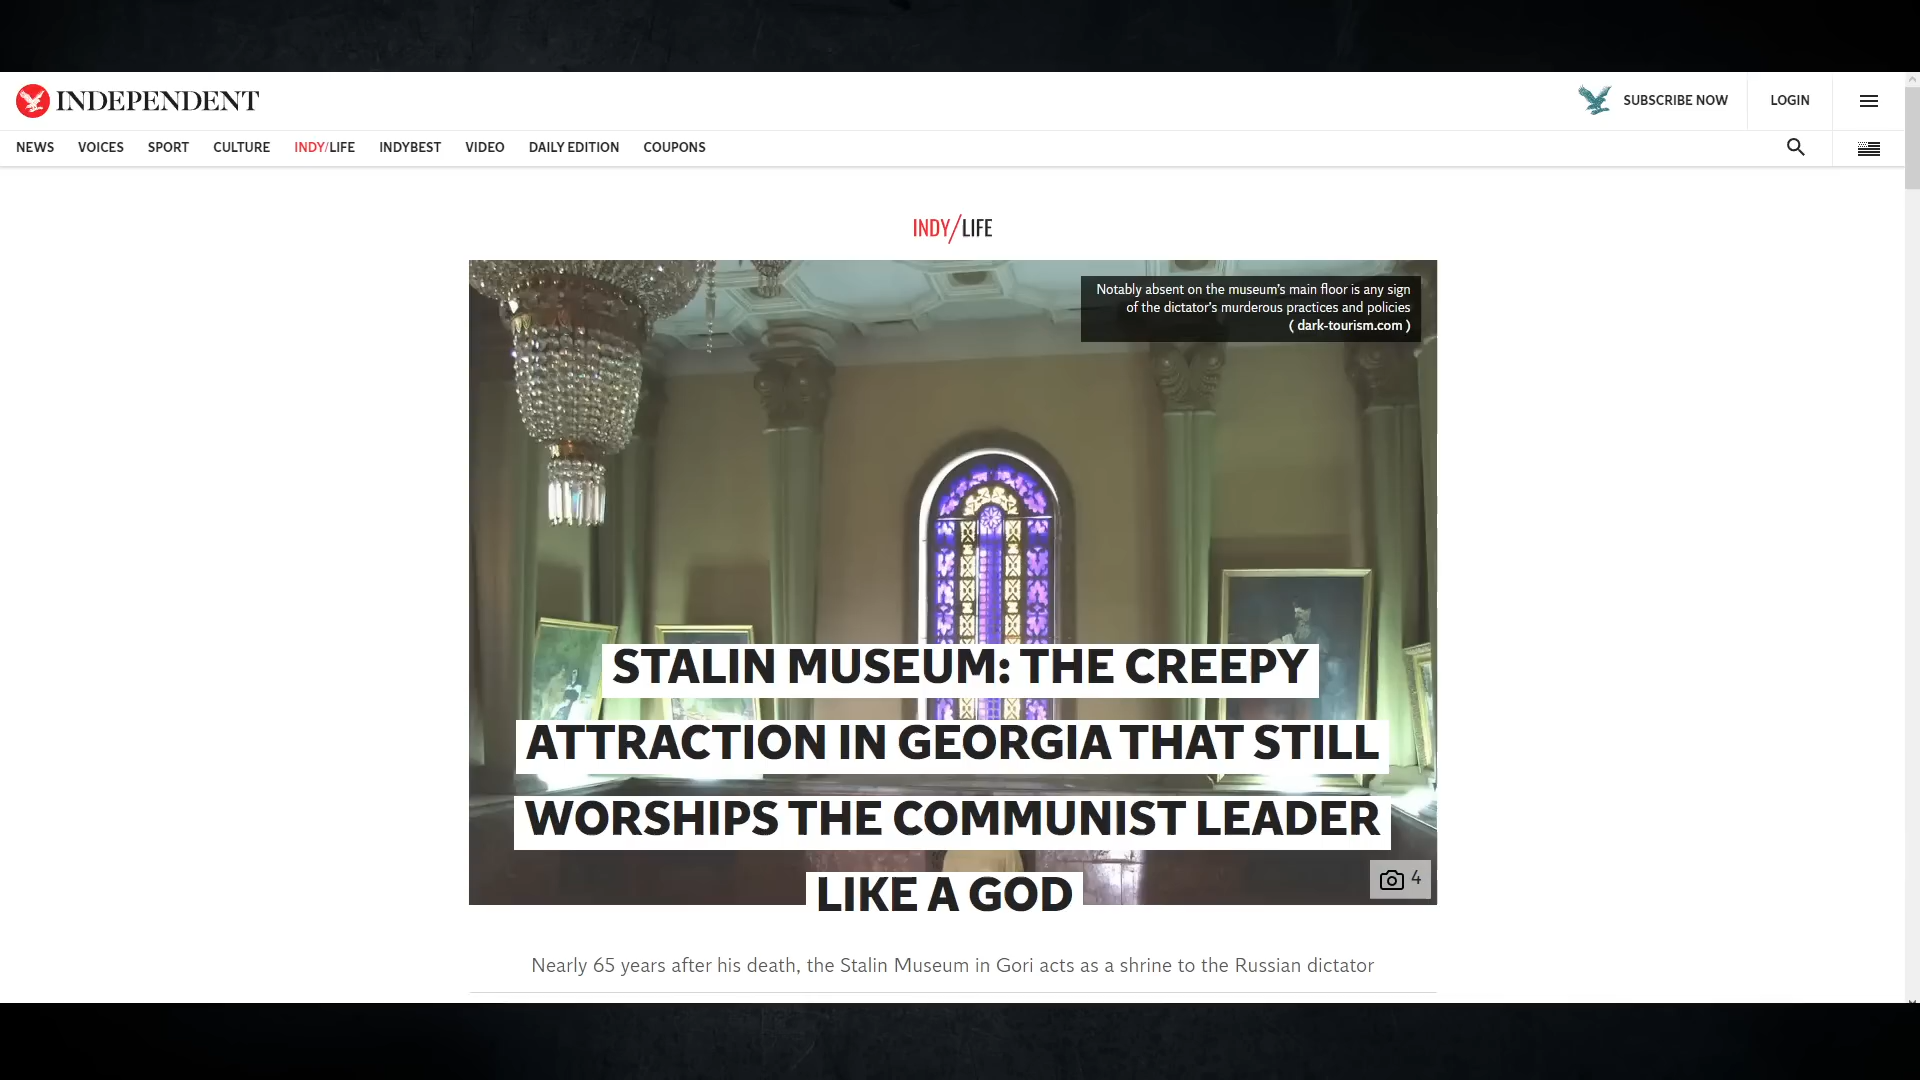 INDEPENDENT
SUBSCRIBE NOW
LOGIN
NEWS
VOICES
SPORT
CULTURE
INDY/LIFE
INDYBEST
VIDEO
DAILY EDITION
COUPONS
INDY/LIFE
Notably absent on the museum's main floor is any sign
of the dictator's murderous practices and policies
( dark-tourism.com )
STALIN MUSEUM: THE CREEPY
ATTRACTION IN GEORGIA THAT STILL
WORSHIPS THE COMMUNIST LEADER
LIKE A GOD
4
Nearly 65 years after his death, the Stalin Museum in Gori acts as a shrine to the Russian dictator